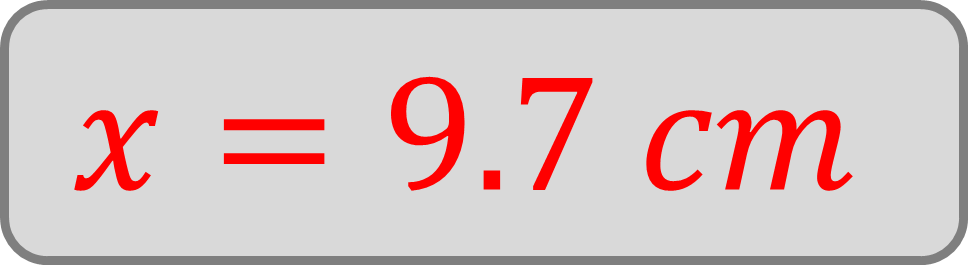 x = 9.7 cm